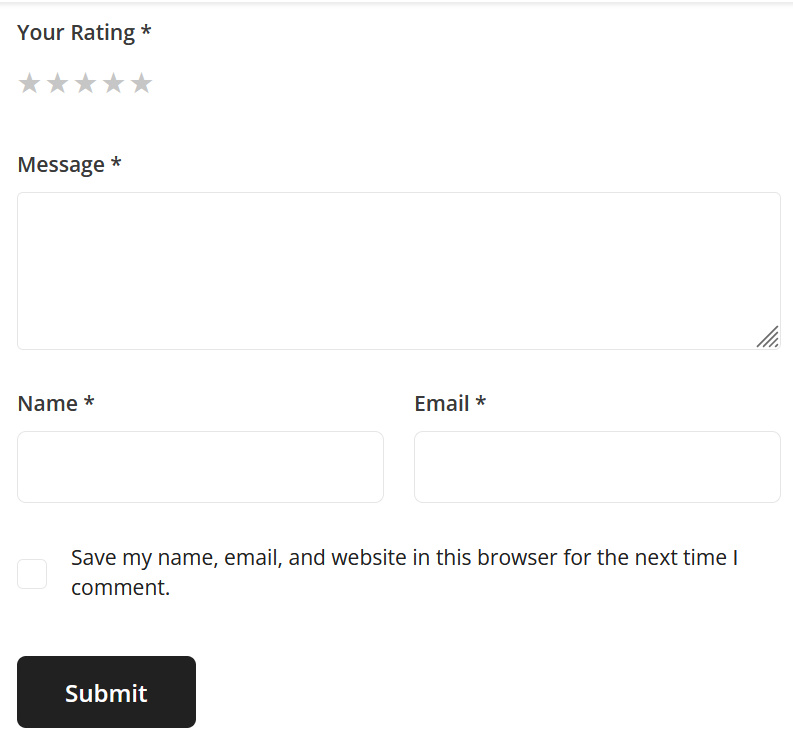 Your Rating *
Message *
Name *
Email *
Save my name, email, and website in this browser for the next time I
comment.
Submit